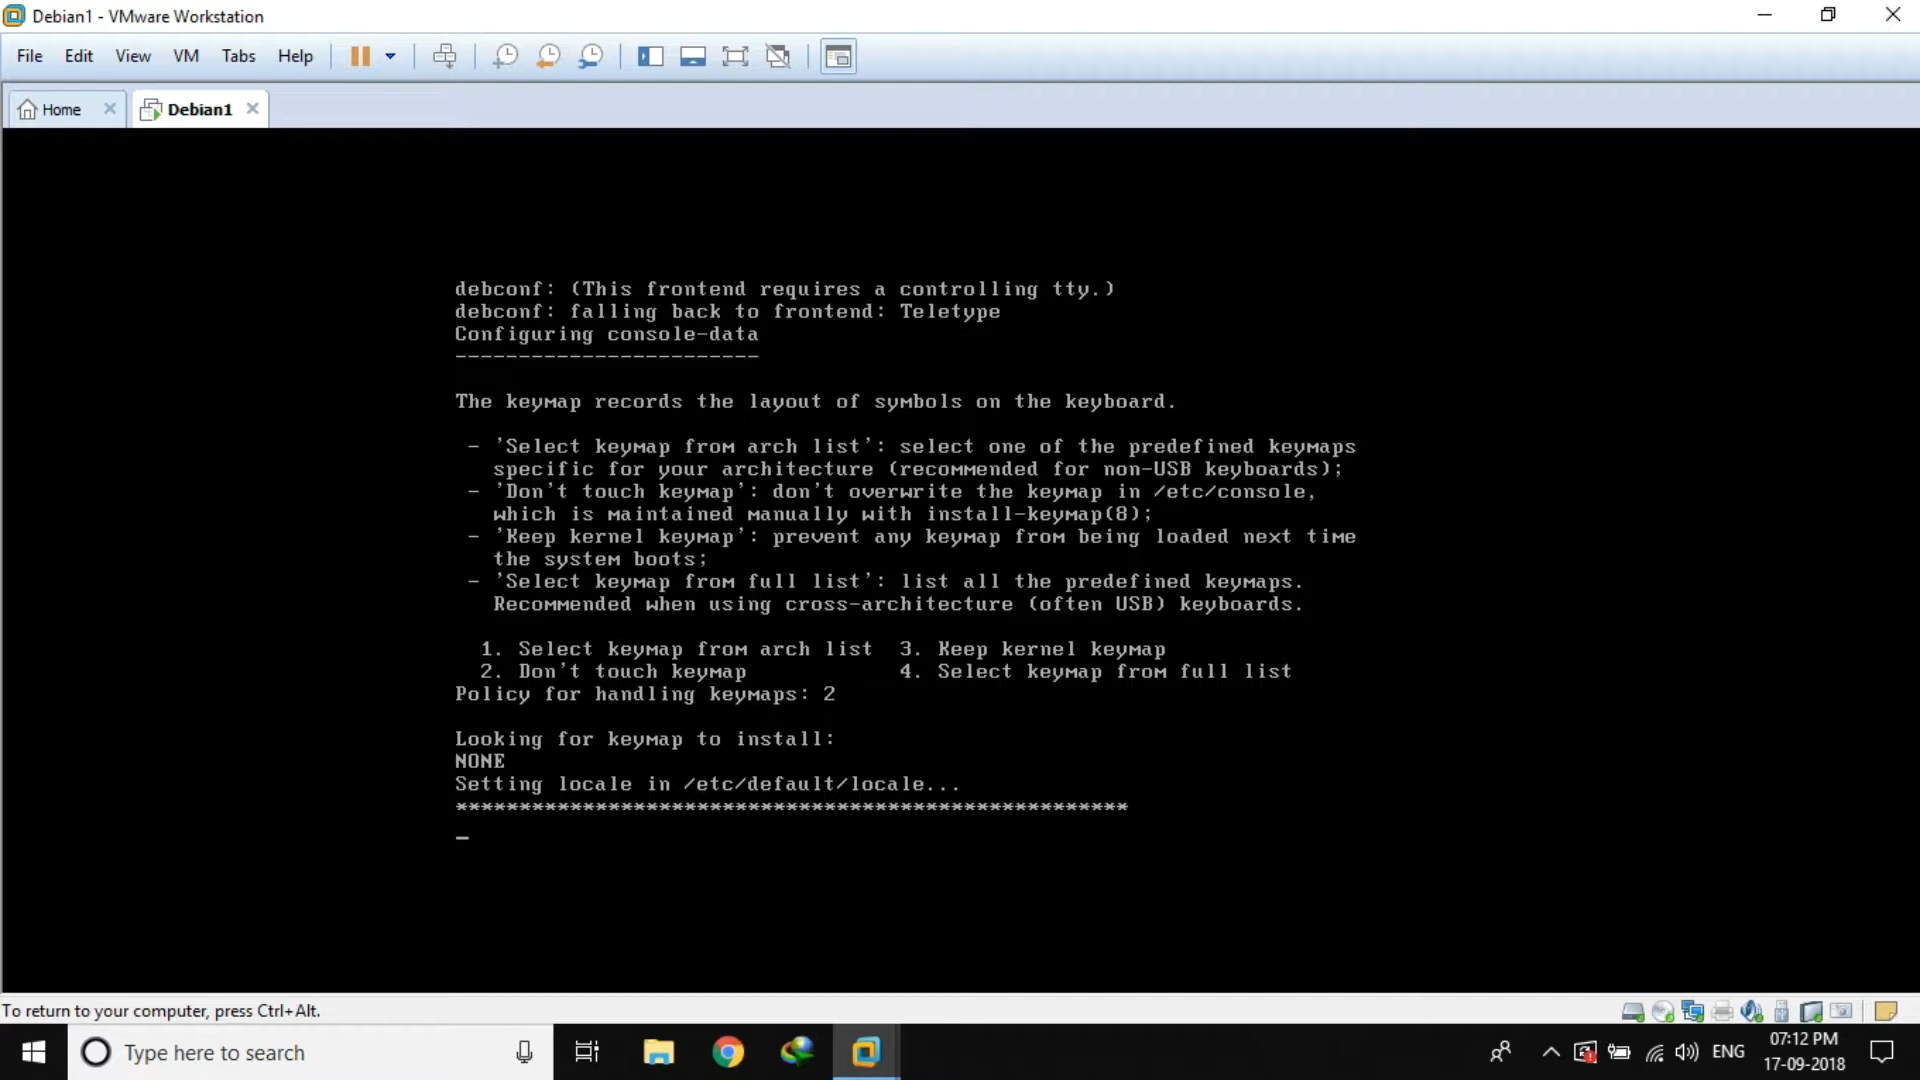 Debian1 - VMware Workstation
File Edit View VM Tabs Help
Home Debian1
debconf: (This frontend requires a controlling tty.)
debconf: falling back to frontend: Teletype
Configuring console-data
------------------------
The keymap records the layout of symbols on the keyboard.
- 'Select keymap from arch list': select one of the predefined keymaps
specific for your architecture (recommended for non-USB keyboards);
- 'Don't touch keymap': don't overwrite the keymap in /etc/console,
which is maintained manually with install-keymap(8);
- 'Keep kernel keymap': prevent any keymap from being loaded next time
the system boots;
- 'Select keymap from full list': list all the predefined keymaps.
Recommended when using cross-architecture (often USB) keyboards.
1. Select keymap from arch list 3. Keep kernel keymap
2. Don't touch keymap 4. Select keymap from full list
Policy for handling keymaps: 2
Looking for keymap to install:
NONE
Setting locale in /etc/default/locale...
*****************************************************
_
To return to your computer, press Ctrl+Alt.
Type here to search
ENG
07:12 PM
17-09-2018